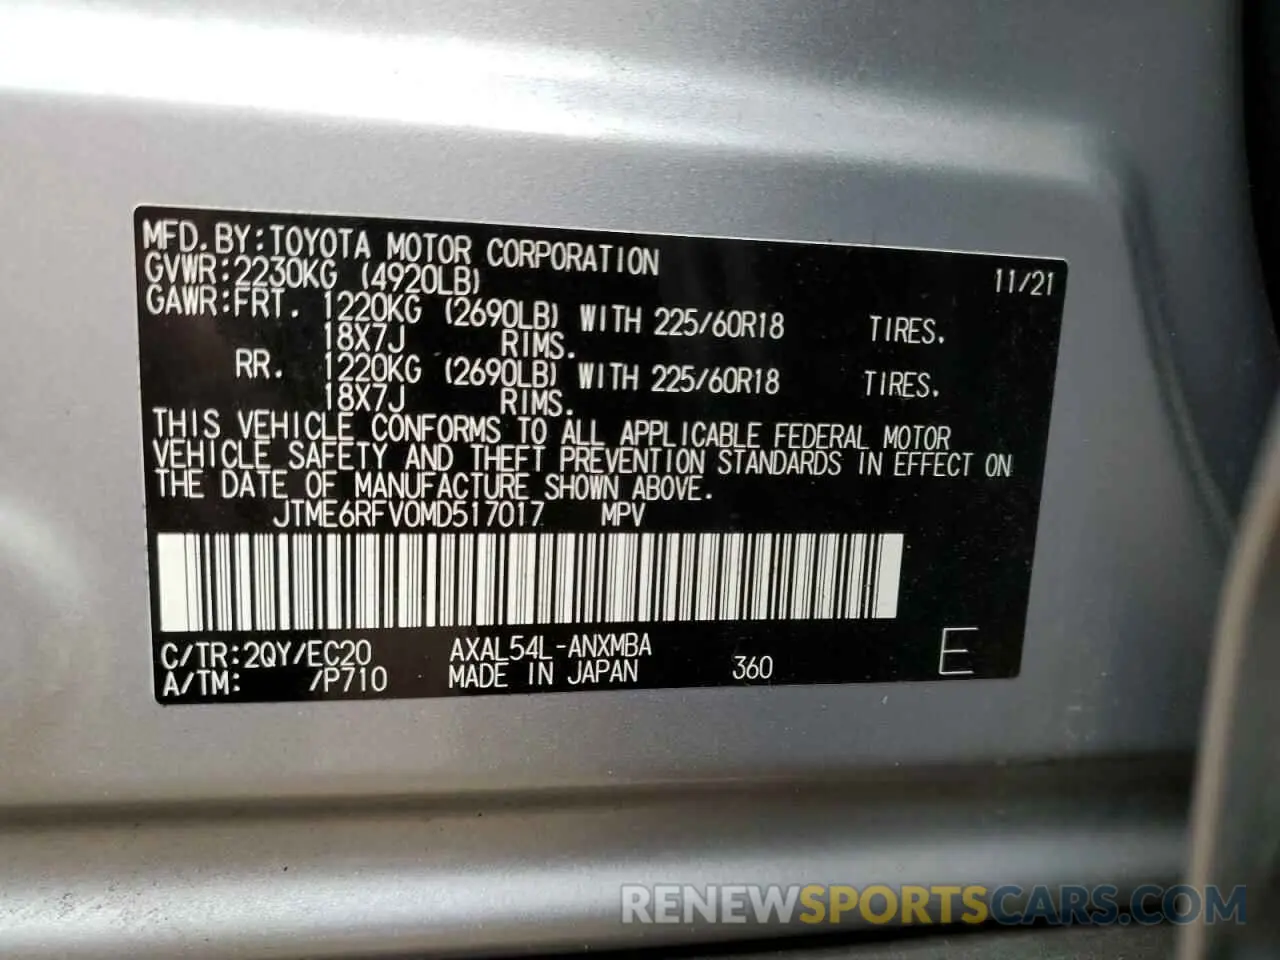 MFD. BY:TOYOTA MOTOR CORPORATION 11/21
GVWR:2230KG (4920LB)
GAWR:FRT. 1220KG (2690LB) WITH 225/60R18 TIRES.
18X7J RIMS.
RR. 1220KG (2690LB) WITH 225/60R18 TIRES.
18X7J RIMS.
THIS VEHICLE CONFORMS TO ALL APPLICABLE FEDERAL MOTOR
VEHICLE SAFETY AND THEFT PREVENTION STANDARDS IN EFFECT ON
THE DATE OF MANUFACTURE SHOWN ABOVE.
JTME6RFV0MD517017 MPV
C/TR:2QY/EC20 AXAL54L-ANXMBA E
A/TM: /P710 MADE IN JAPAN 360
RENEWSPORTSCARS.COM